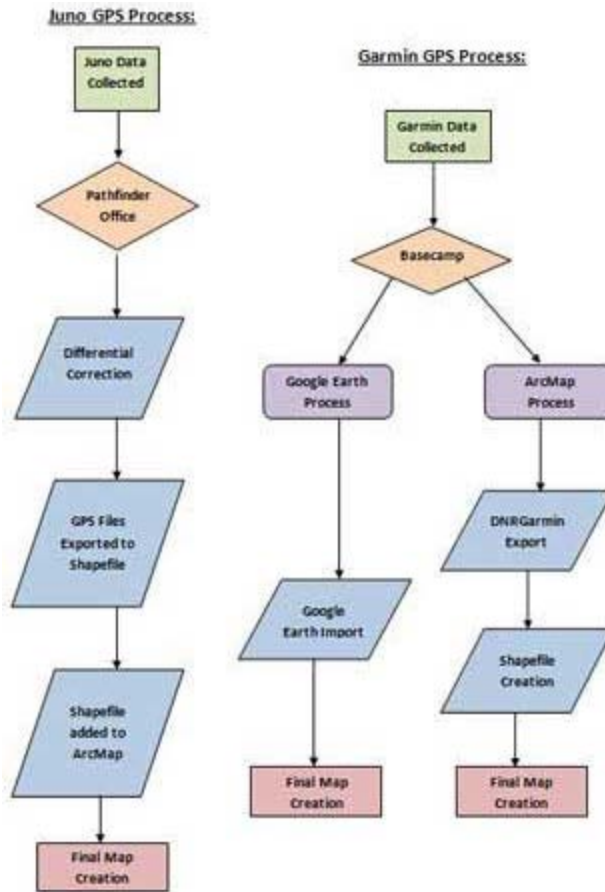 Juno GPS Process:
Juno Data
Collected
Pathfinder
Office
Differential
Correction
GPS Files
Exported to
Shapefile
Shapefile
added to
ArcMap
Final Map
Creation
Garmin GPS Process:
Garmin Data
Collected
Basecamp
Google Earth
Process
Google
Earth Import
Final Map
Creation
ArcMap
Process
DNRGarmin
Export
Shapefile
Creation
Final Map
Creation